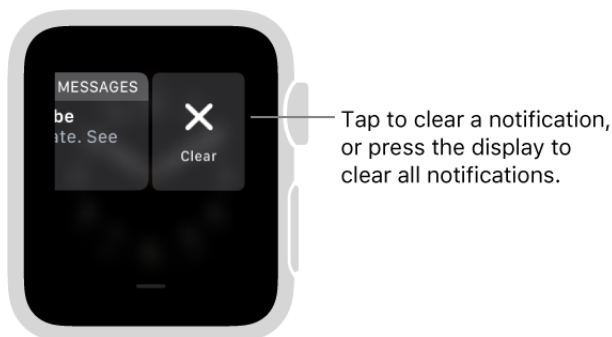 MESSAGES
be
ate. See
Clear
Tap to clear a notification,
or press the display to
clear all notifications.